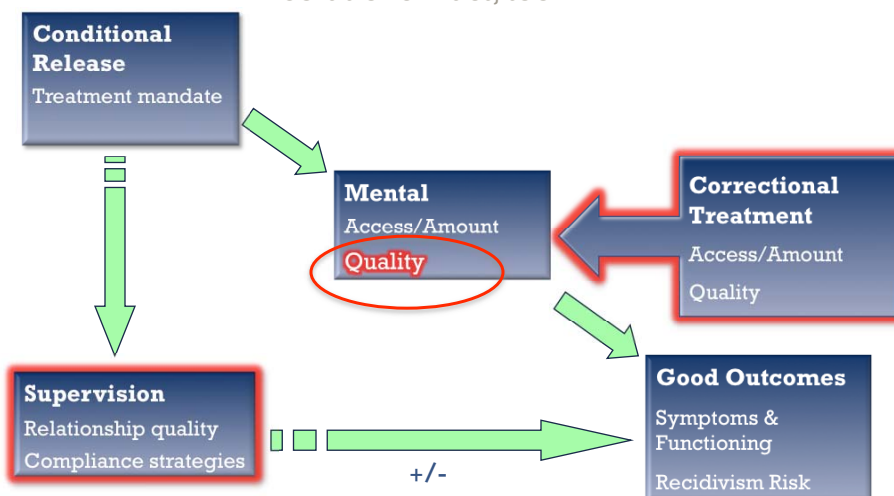 Conditional
Release
Treatment mandate
Mental
Access/Amount
Quality
Correctional
Treatment
Access/Amount
Quality
Supervision
Relationship quality
Compliance strategies
+/-
Good Outcomes
Symptoms &
Functioning
Recidivism Risk